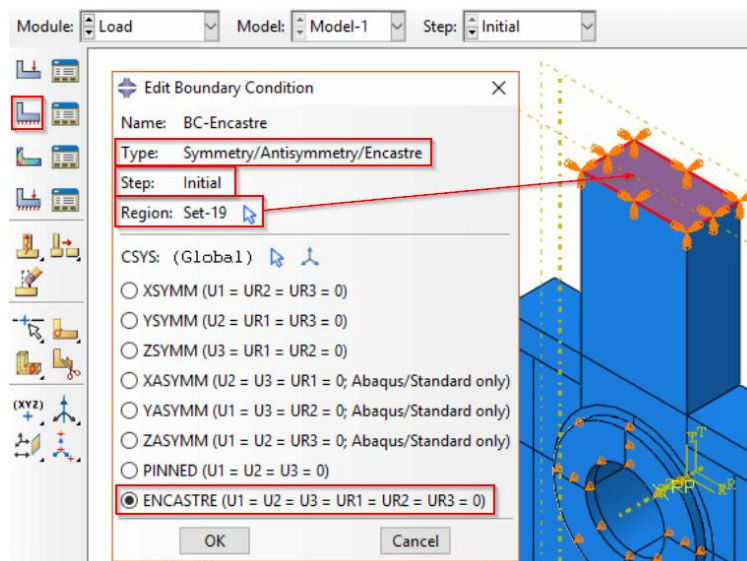 Module: Load Model: Model-1 Step: Initial
Edit Boundary Condition
Name: BC-Encastre
Type: Symmetry/Antisymmetry/Encastre
Step: Initial
Region: Set-19
CSYS: (Global)
XSYMM (U1 = UR2 = UR3 = 0)
YSYMM (U2 = UR1 = UR3 = 0)
ZSYMM (U3 = UR1 = UR2 = 0)
XASYMM (U2 = U3 = UR1 = 0; Abaqus/Standard only)
YASYMM (U1 = U3 = UR2 = 0; Abaqus/Standard only)
ZASYMM (U1 = U2 = UR3 = 0; Abaqus/Standard only)
PINNED (U1 = U2 = U3 = 0)
ENCASTRE (U1 = U2 = U3 = UR1 = UR2 = UR3 = 0)
OK Cancel
(XYZ)
T
R
RP